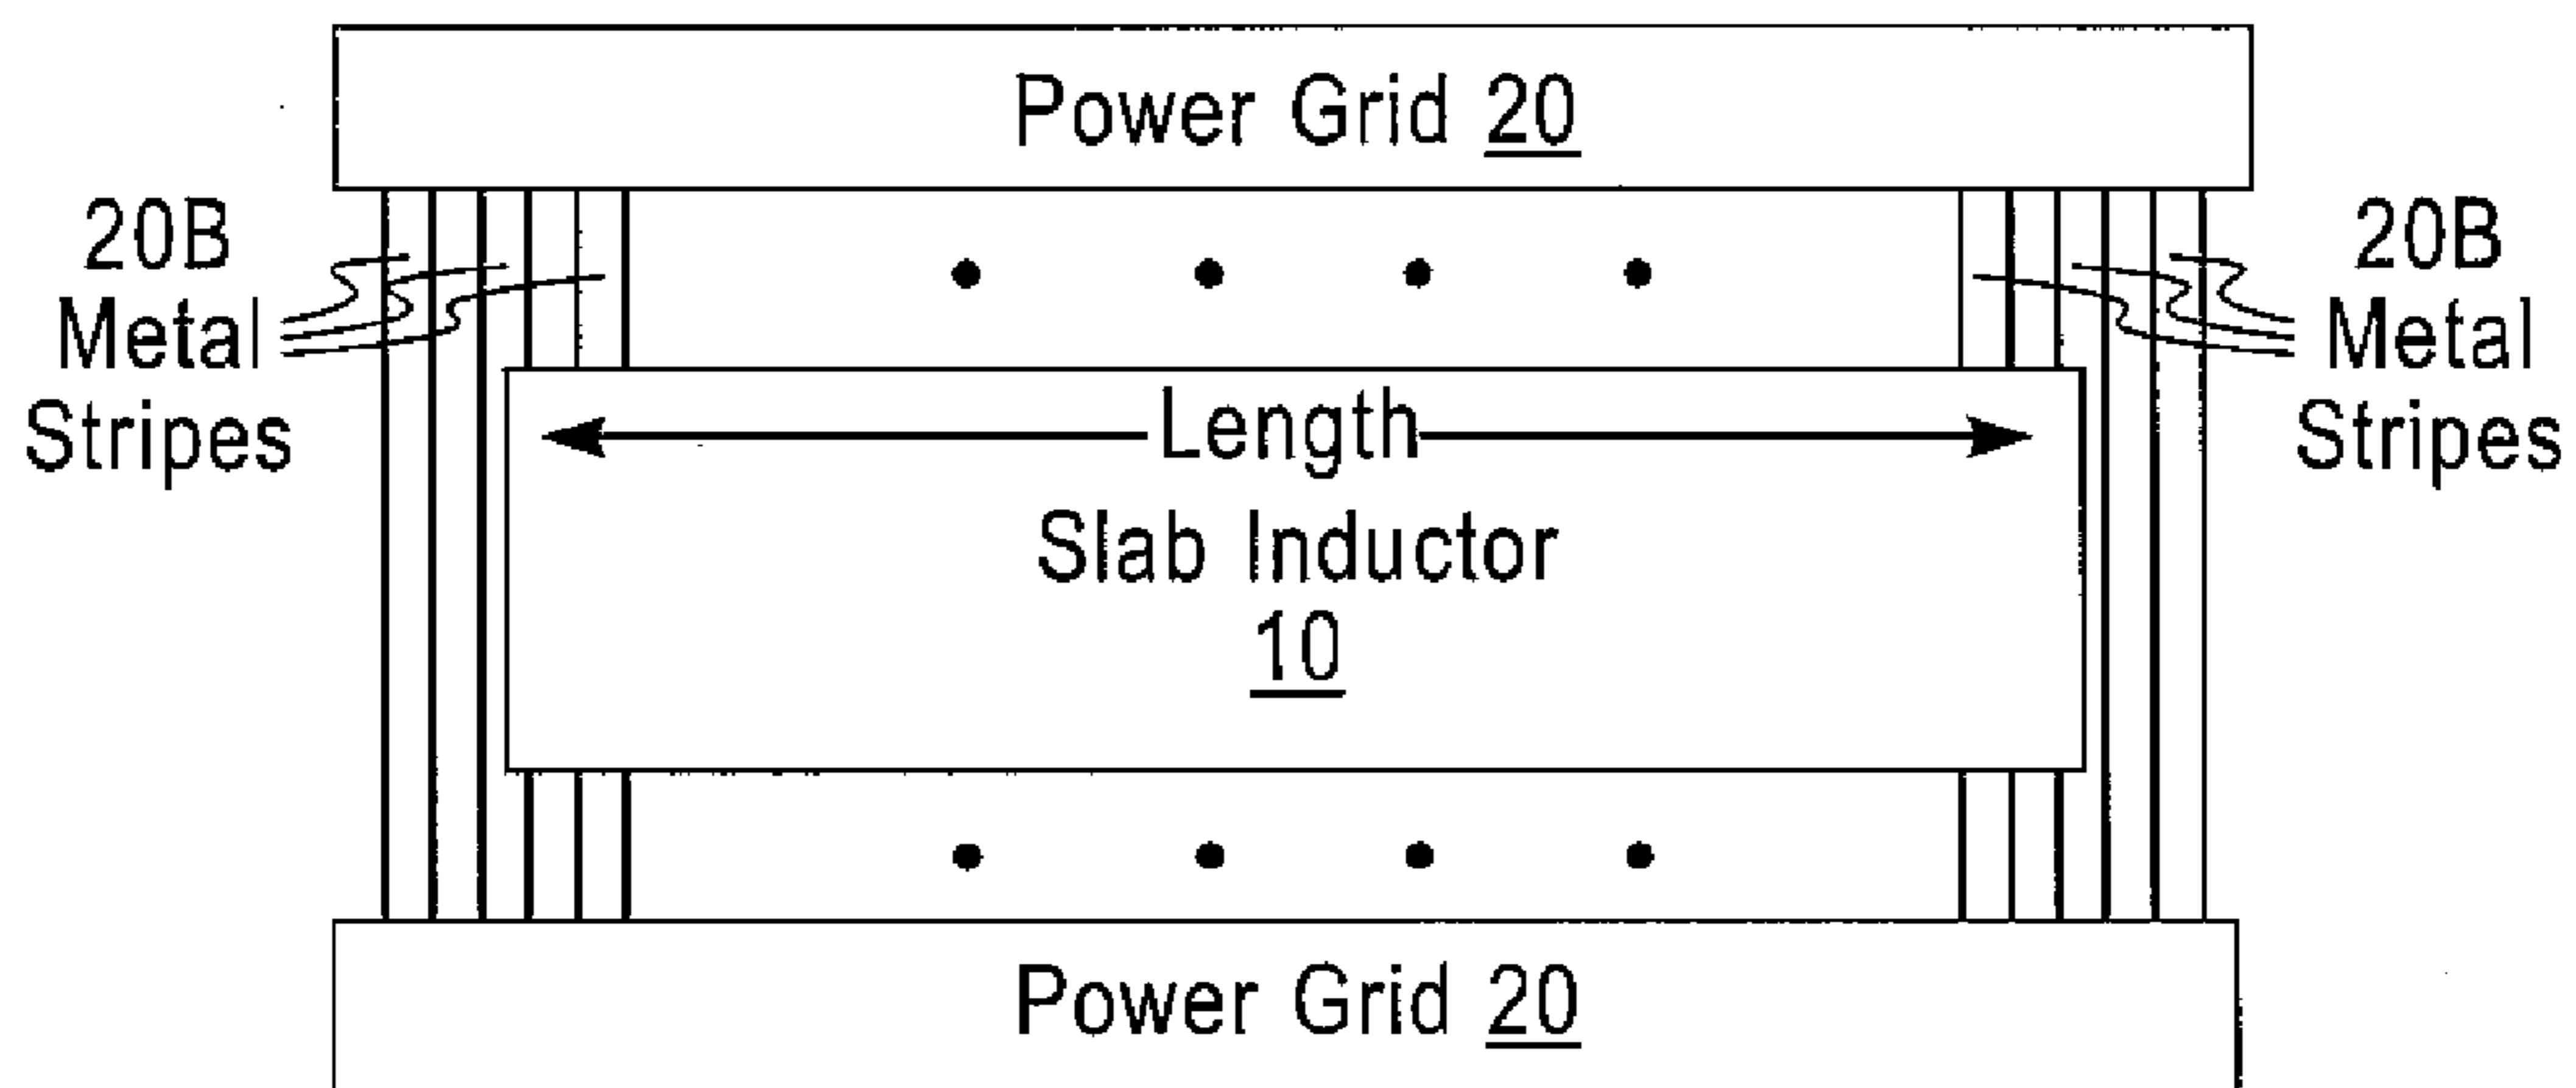 Power Grid 20
20B
Metal
Stripes
20B
Metal
Stripes
Length
Slab Inductor
10
Power Grid 20